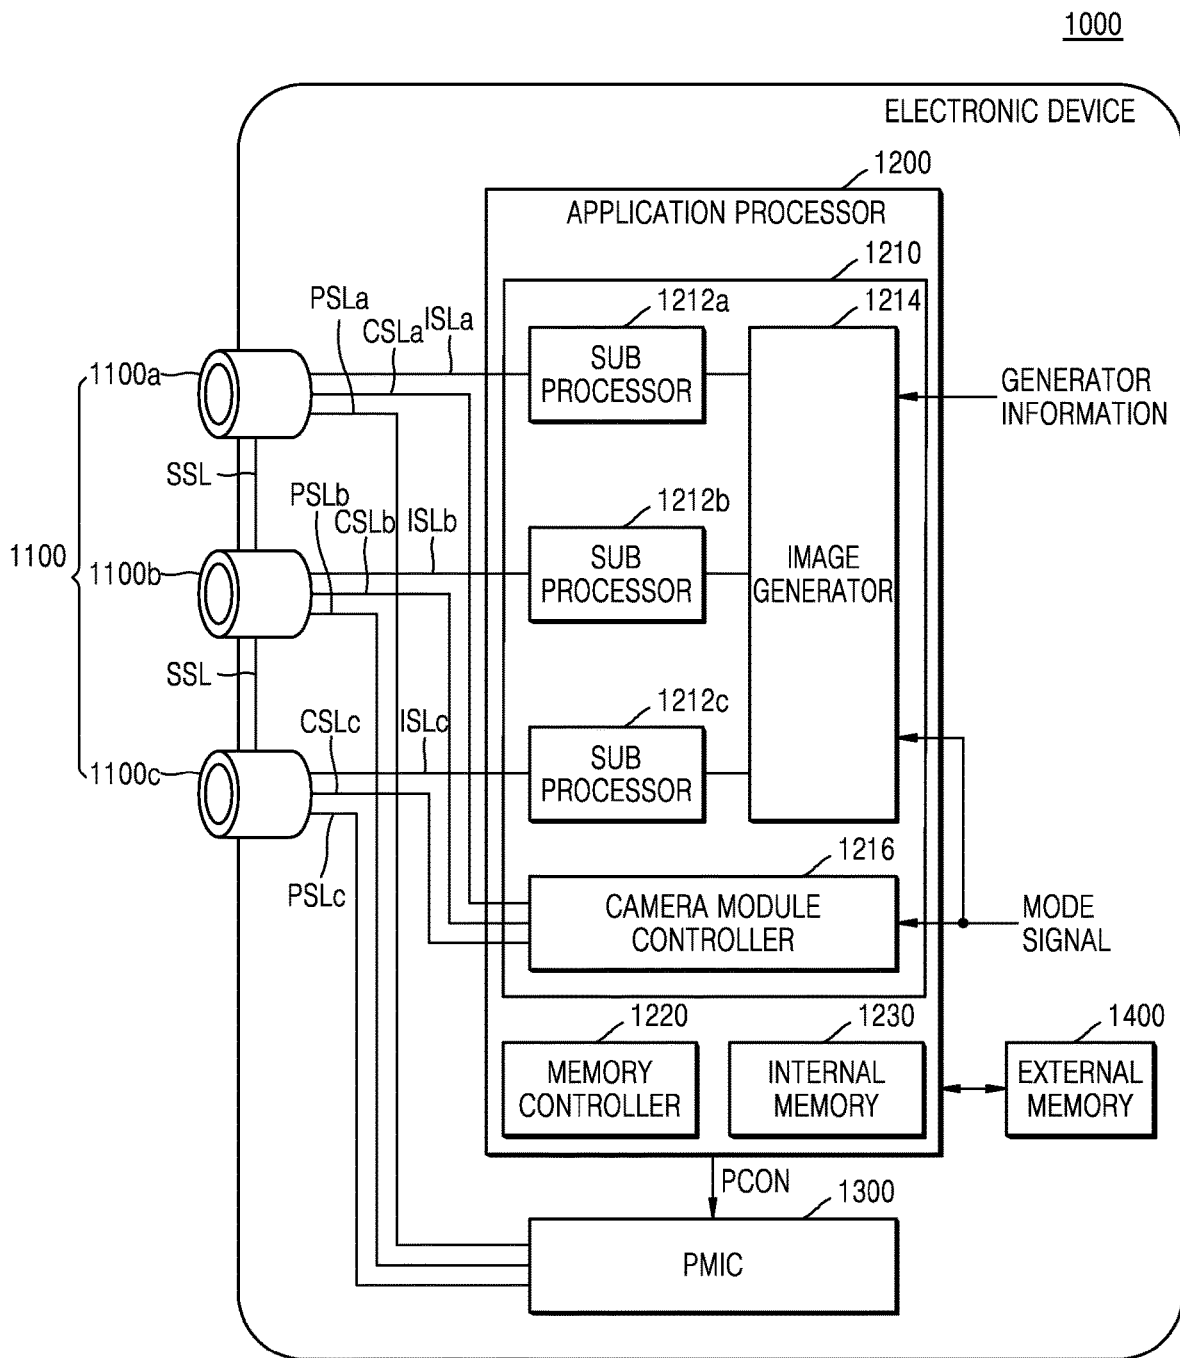 1000
ELECTRONIC DEVICE
1200
APPLICATION PROCESSOR
1210
PSLa
CSLa
ISLa
1212a
1214
1100a
SUB
PROCESSOR
GENERATOR
INFORMATION
SSL
PSLb
CSLb
ISLb
1212b
1100
1100b
SUB
PROCESSOR
IMAGE
GENERATOR
SSL
CSLc
ISLc
1212c
1100c
SUB
PROCESSOR
PSLc
1216
CAMERA MODULE
CONTROLLER
MODE
SIGNAL
1220
1230
1400
MEMORY
CONTROLLER
INTERNAL
MEMORY
EXTERNAL
MEMORY
PCON
1300
PMIC